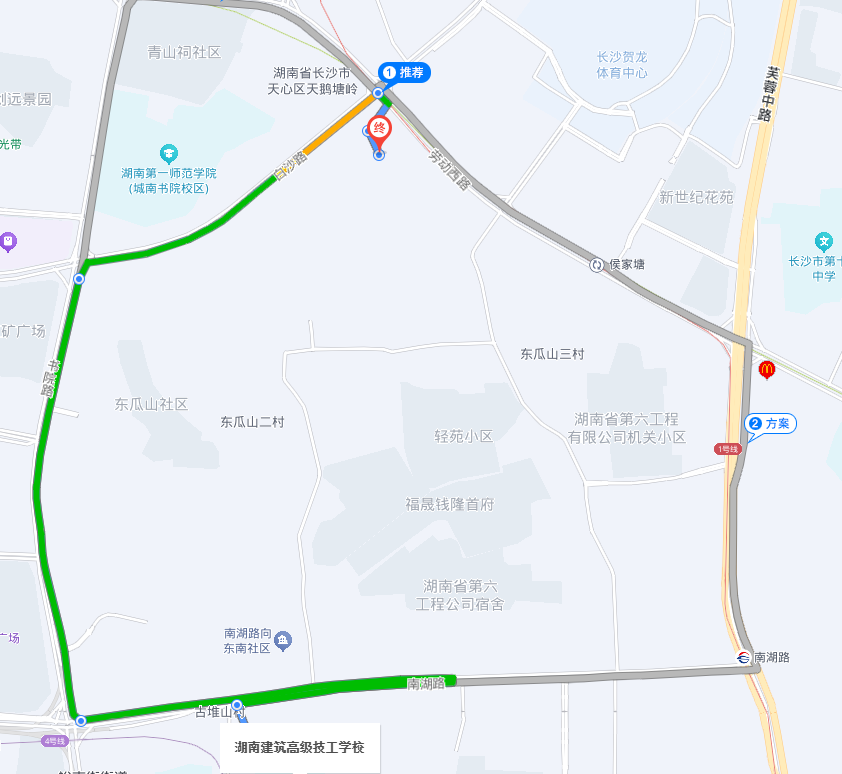 青山祠社区
湖南省长沙市
天心区天鹅塘岭
1 推荐
长沙贺龙
体育中心
芙蓉中路
创远景园
光带
湖南第一师范学院
(城南书院校区)
终
白沙路
劳动西路
新世纪花苑
侯家塘
长沙市第十
中学
矿广场
书院路
东瓜山社区
东瓜山二村
东瓜山三村
轻苑小区
湖南省第六工程
有限公司机关小区
2 方案
1号线
福晟钱隆首府
湖南省第六
工程公司宿舍
广场
南湖路向
东南社区
南湖路
南湖路
古堆山村
4号线
湖南建筑高级技工学校